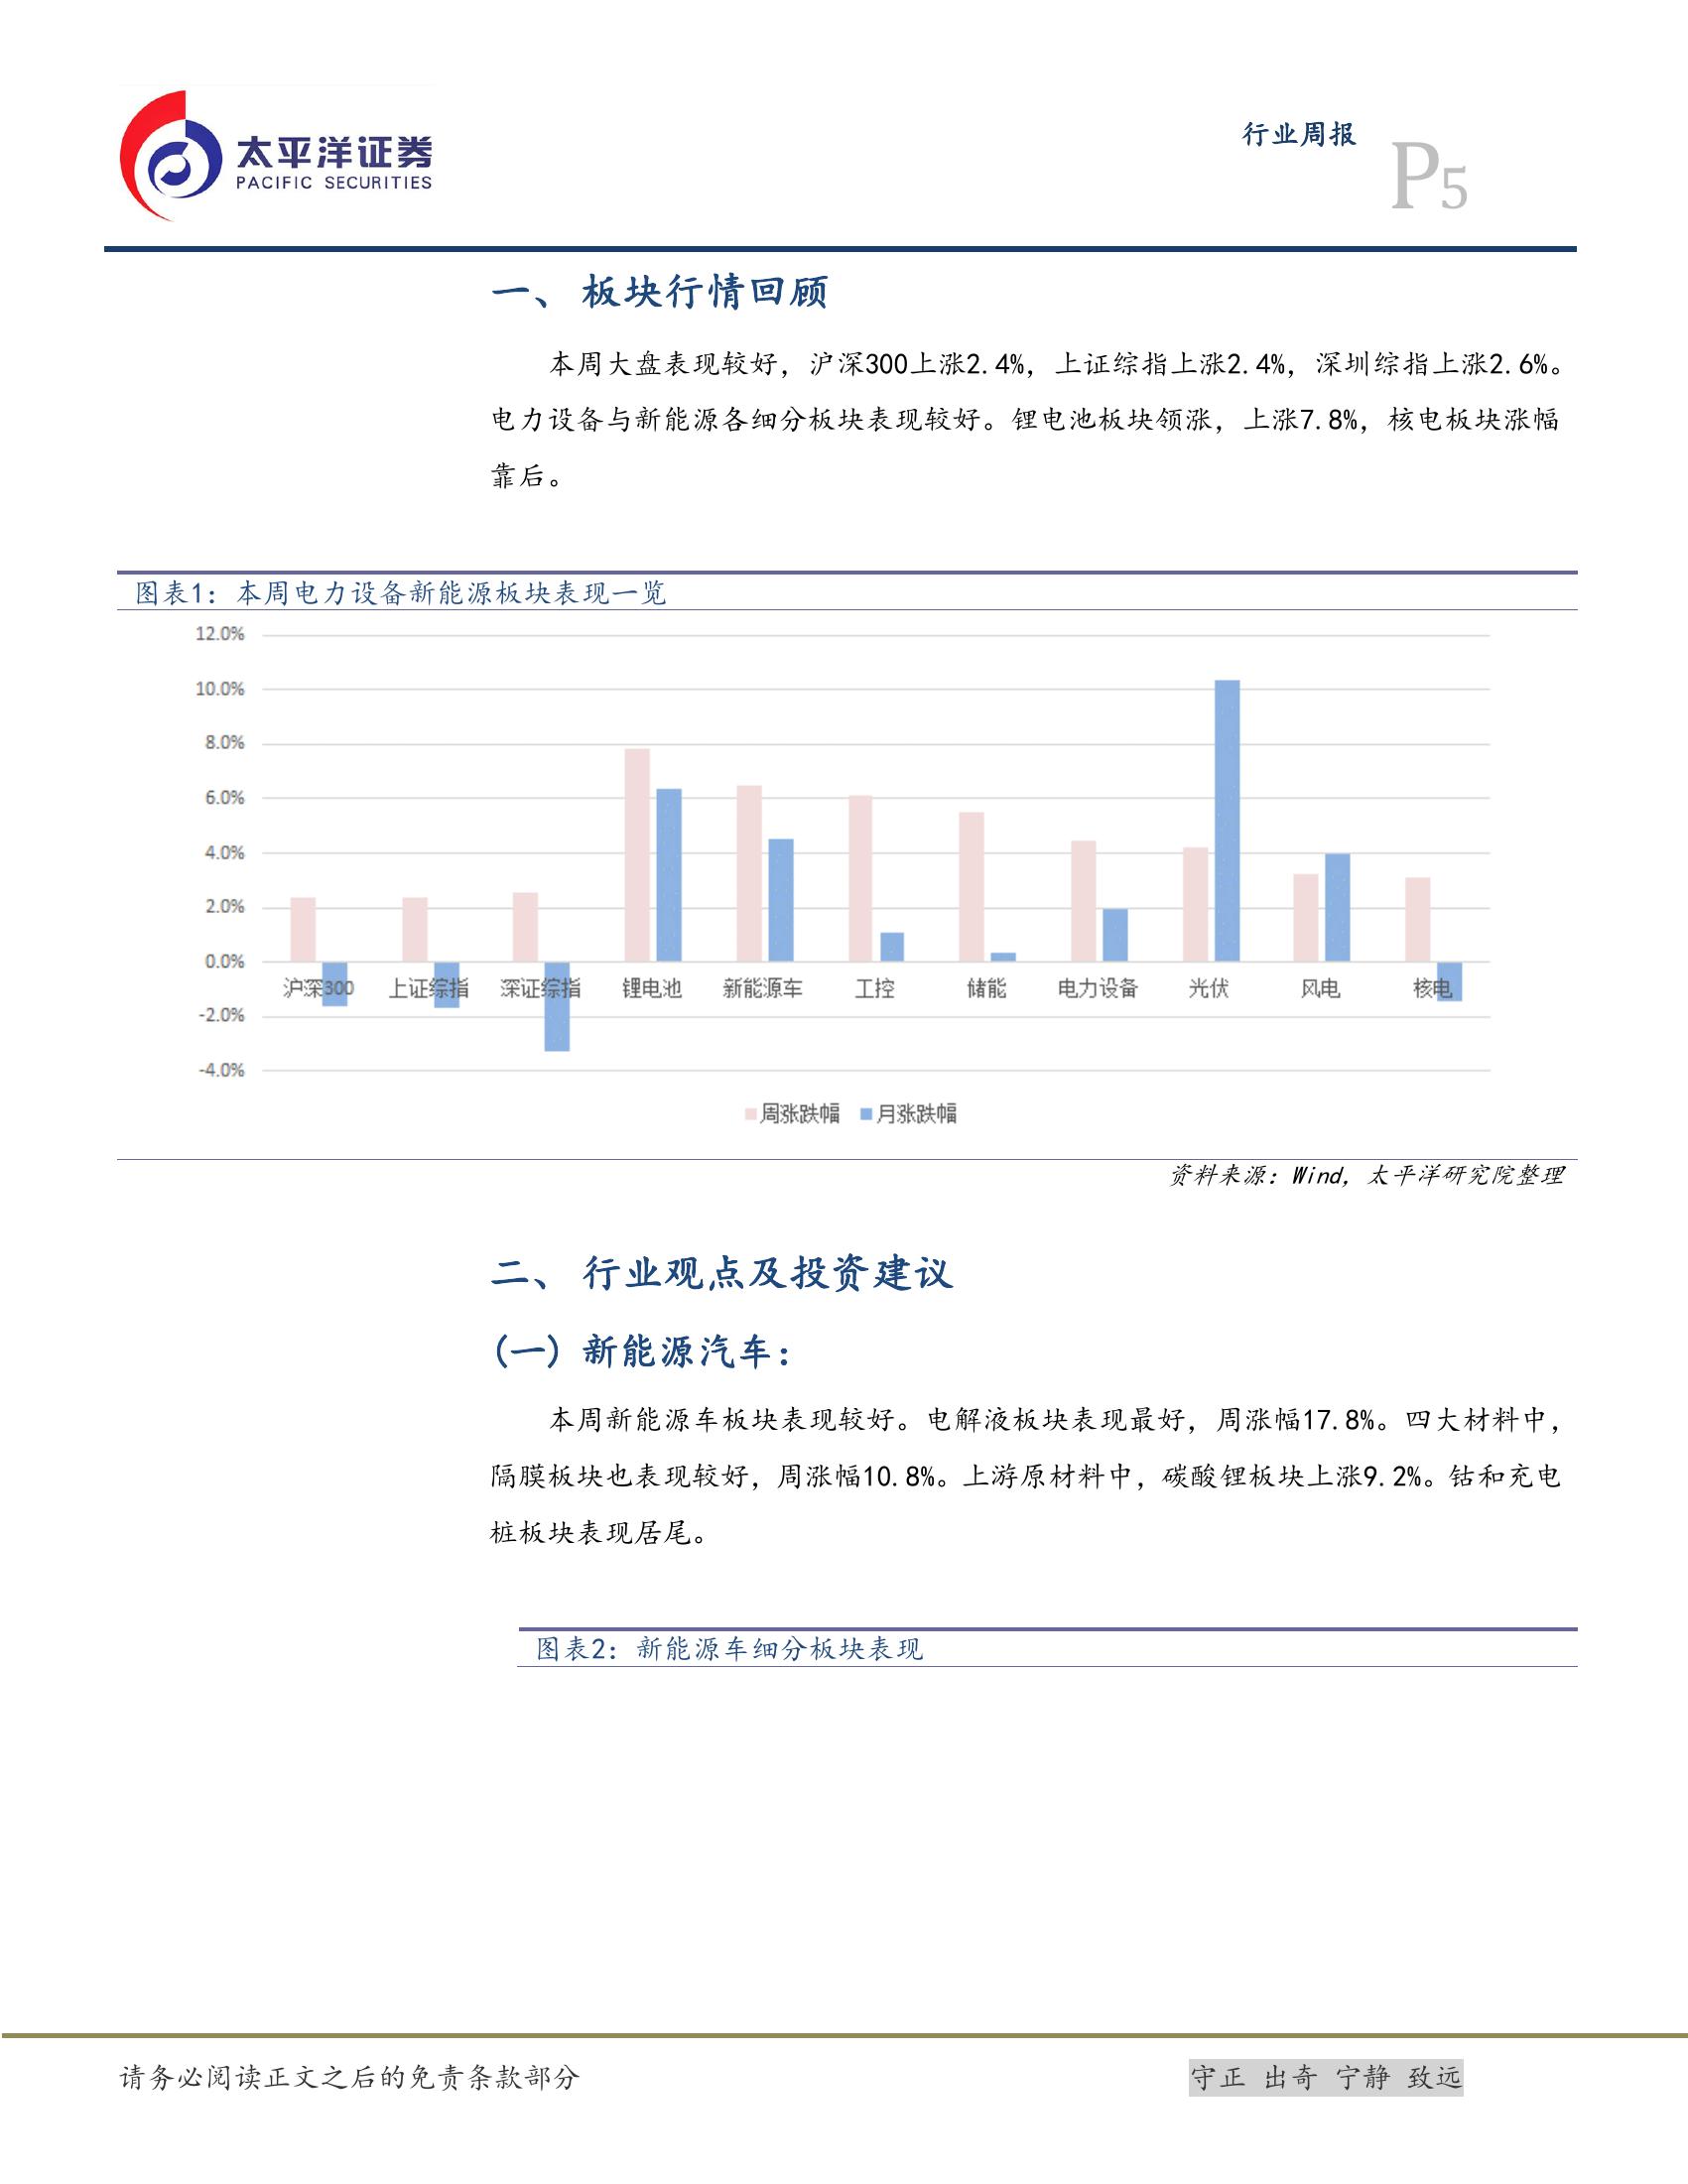 太平洋证券
PACIFIC SECURITIES
行业周报
P5
一、 板块行情回顾
本周大盘表现较好，沪深300上涨2.4%，上证综指上涨2.4%，深圳综指上涨2.6%。
电力设备与新能源各细分板块表现较好。锂电池板块领涨，上涨7.8%，核电板块涨幅
靠后。
图表1：本周电力设备新能源板块表现一览
12.0%
10.0%
8.0%
6.0%
4.0%
2.0%
0.0%
-2.0%
-4.0%
沪深300 上证综指 深证综指 锂电池 新能源车 工控 储能 电力设备 光伏 风电 核电
周涨跌幅 月涨跌幅
资料来源：Wind，太平洋研究院整理
二、 行业观点及投资建议
(一) 新能源汽车：
本周新能源车板块表现较好。电解液板块表现最好，周涨幅17.8%。四大材料中，
隔膜板块也表现较好，周涨幅10.8%。上游原材料中，碳酸锂板块上涨9.2%。钴和充电
桩板块表现居尾。
图表2：新能源车细分板块表现
请务必阅读正文之后的免责条款部分
守正 出奇 宁静 致远